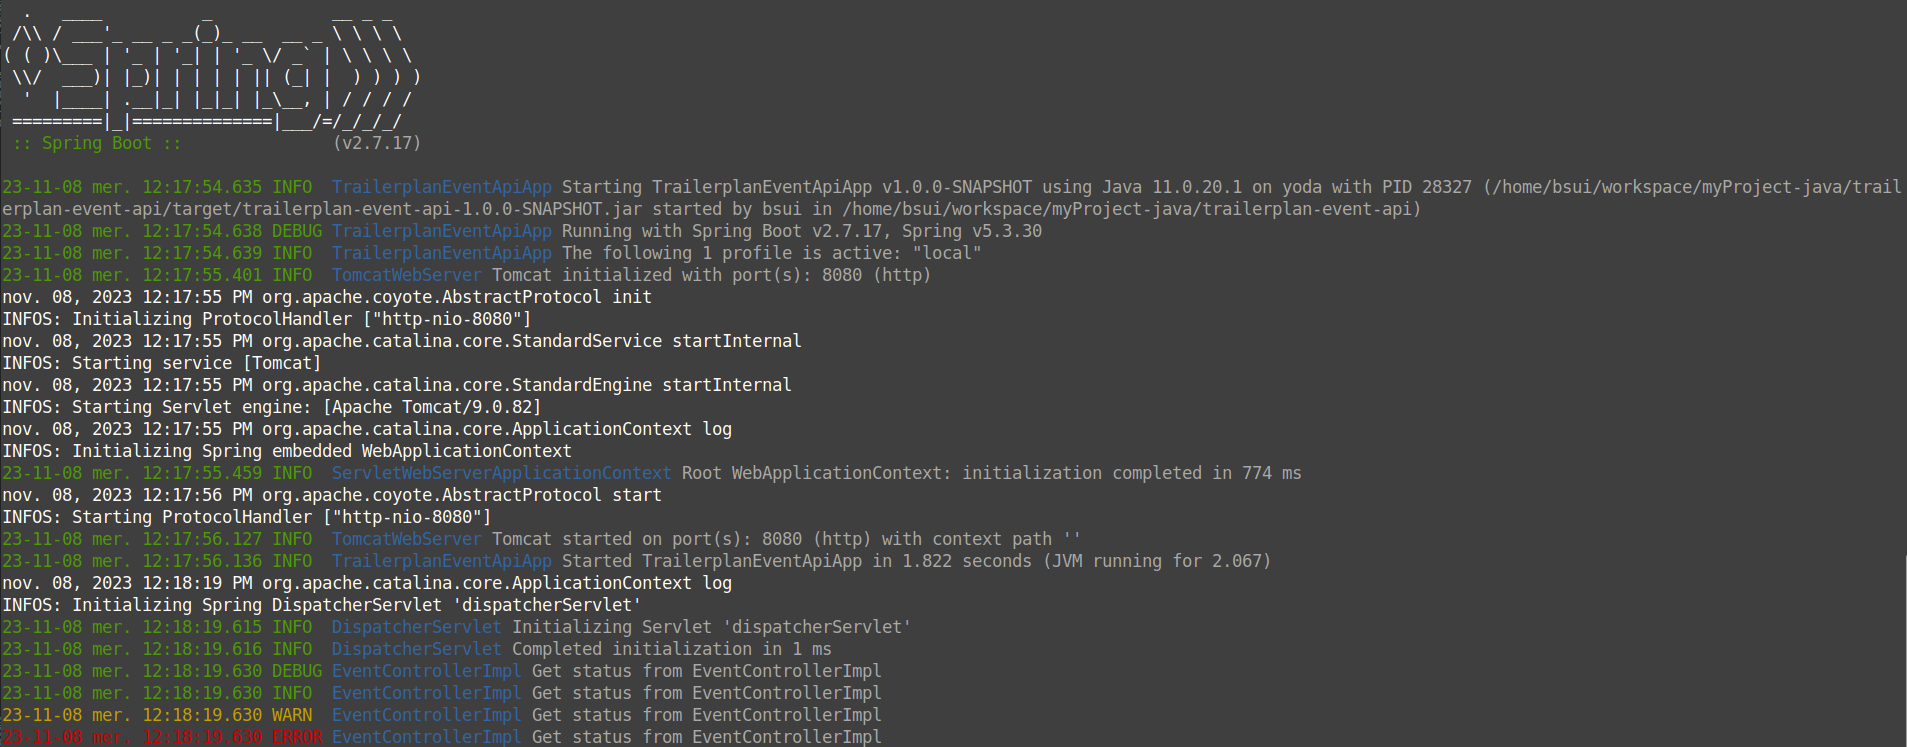 .   ____          _            __ _ _
 /\\ / ___'_ __ _ _(_)_ __  __ _ \ \ \ \
( ( )\___ | '_ | '_| | '_ \/ _` | \ \ \ \
 \\/  ___)| |_)| | | | | || (_| |  ) ) ) )
  '  |____| .__|_| |_|_| |_\__, | / / / /
 =========|_|==============|___/=/_/_/_/
 :: Spring Boot ::               (v2.7.17)

23-11-08 mer. 12:17:54.635 INFO  TrailerplanEventApiApp Starting TrailerplanEventApiApp v1.0.0-SNAPSHOT using Java 11.0.20.1 on yoda with PID 28327 (/home/bsui/workspace/myProject-java/trail
erplan-event-api/target/trailerplan-event-api-1.0.0-SNAPSHOT.jar started by bsui in /home/bsui/workspace/myProject-java/trailerplan-event-api)
23-11-08 mer. 12:17:54.638 DEBUG TrailerplanEventApiApp Running with Spring Boot v2.7.17, Spring v5.3.30
23-11-08 mer. 12:17:54.639 INFO  TrailerplanEventApiApp The following 1 profile is active: "local"
23-11-08 mer. 12:17:55.401 INFO  TomcatWebServer Tomcat initialized with port(s): 8080 (http)
nov. 08, 2023 12:17:55 PM org.apache.coyote.AbstractProtocol init
INFOS: Initializing ProtocolHandler ["http-nio-8080"]
nov. 08, 2023 12:17:55 PM org.apache.catalina.core.StandardService startInternal
INFOS: Starting service [Tomcat]
nov. 08, 2023 12:17:55 PM org.apache.catalina.core.StandardEngine startInternal
INFOS: Starting Servlet engine: [Apache Tomcat/9.0.82]
nov. 08, 2023 12:17:55 PM org.apache.catalina.core.ApplicationContext log
INFOS: Initializing Spring embedded WebApplicationContext
23-11-08 mer. 12:17:55.459 INFO  ServletWebServerApplicationContext Root WebApplicationContext: initialization completed in 774 ms
nov. 08, 2023 12:17:56 PM org.apache.coyote.AbstractProtocol start
INFOS: Starting ProtocolHandler ["http-nio-8080"]
23-11-08 mer. 12:17:56.127 INFO  TomcatWebServer Tomcat started on port(s): 8080 (http) with context path ''
23-11-08 mer. 12:17:56.136 INFO  TrailerplanEventApiApp Started TrailerplanEventApiApp in 1.822 seconds (JVM running for 2.067)
nov. 08, 2023 12:18:19 PM org.apache.catalina.core.ApplicationContext log
INFOS: Initializing Spring DispatcherServlet 'dispatcherServlet'
23-11-08 mer. 12:18:19.615 INFO  DispatcherServlet Initializing Servlet 'dispatcherServlet'
23-11-08 mer. 12:18:19.616 INFO  DispatcherServlet Completed initialization in 1 ms
23-11-08 mer. 12:18:19.630 DEBUG EventControllerImpl Get status from EventControllerImpl
23-11-08 mer. 12:18:19.630 INFO  EventControllerImpl Get status from EventControllerImpl
23-11-08 mer. 12:18:19.630 WARN  EventControllerImpl Get status from EventControllerImpl
23-11-08 mer. 12:18:19.630 ERROR EventControllerImpl Get status from EventControllerImpl